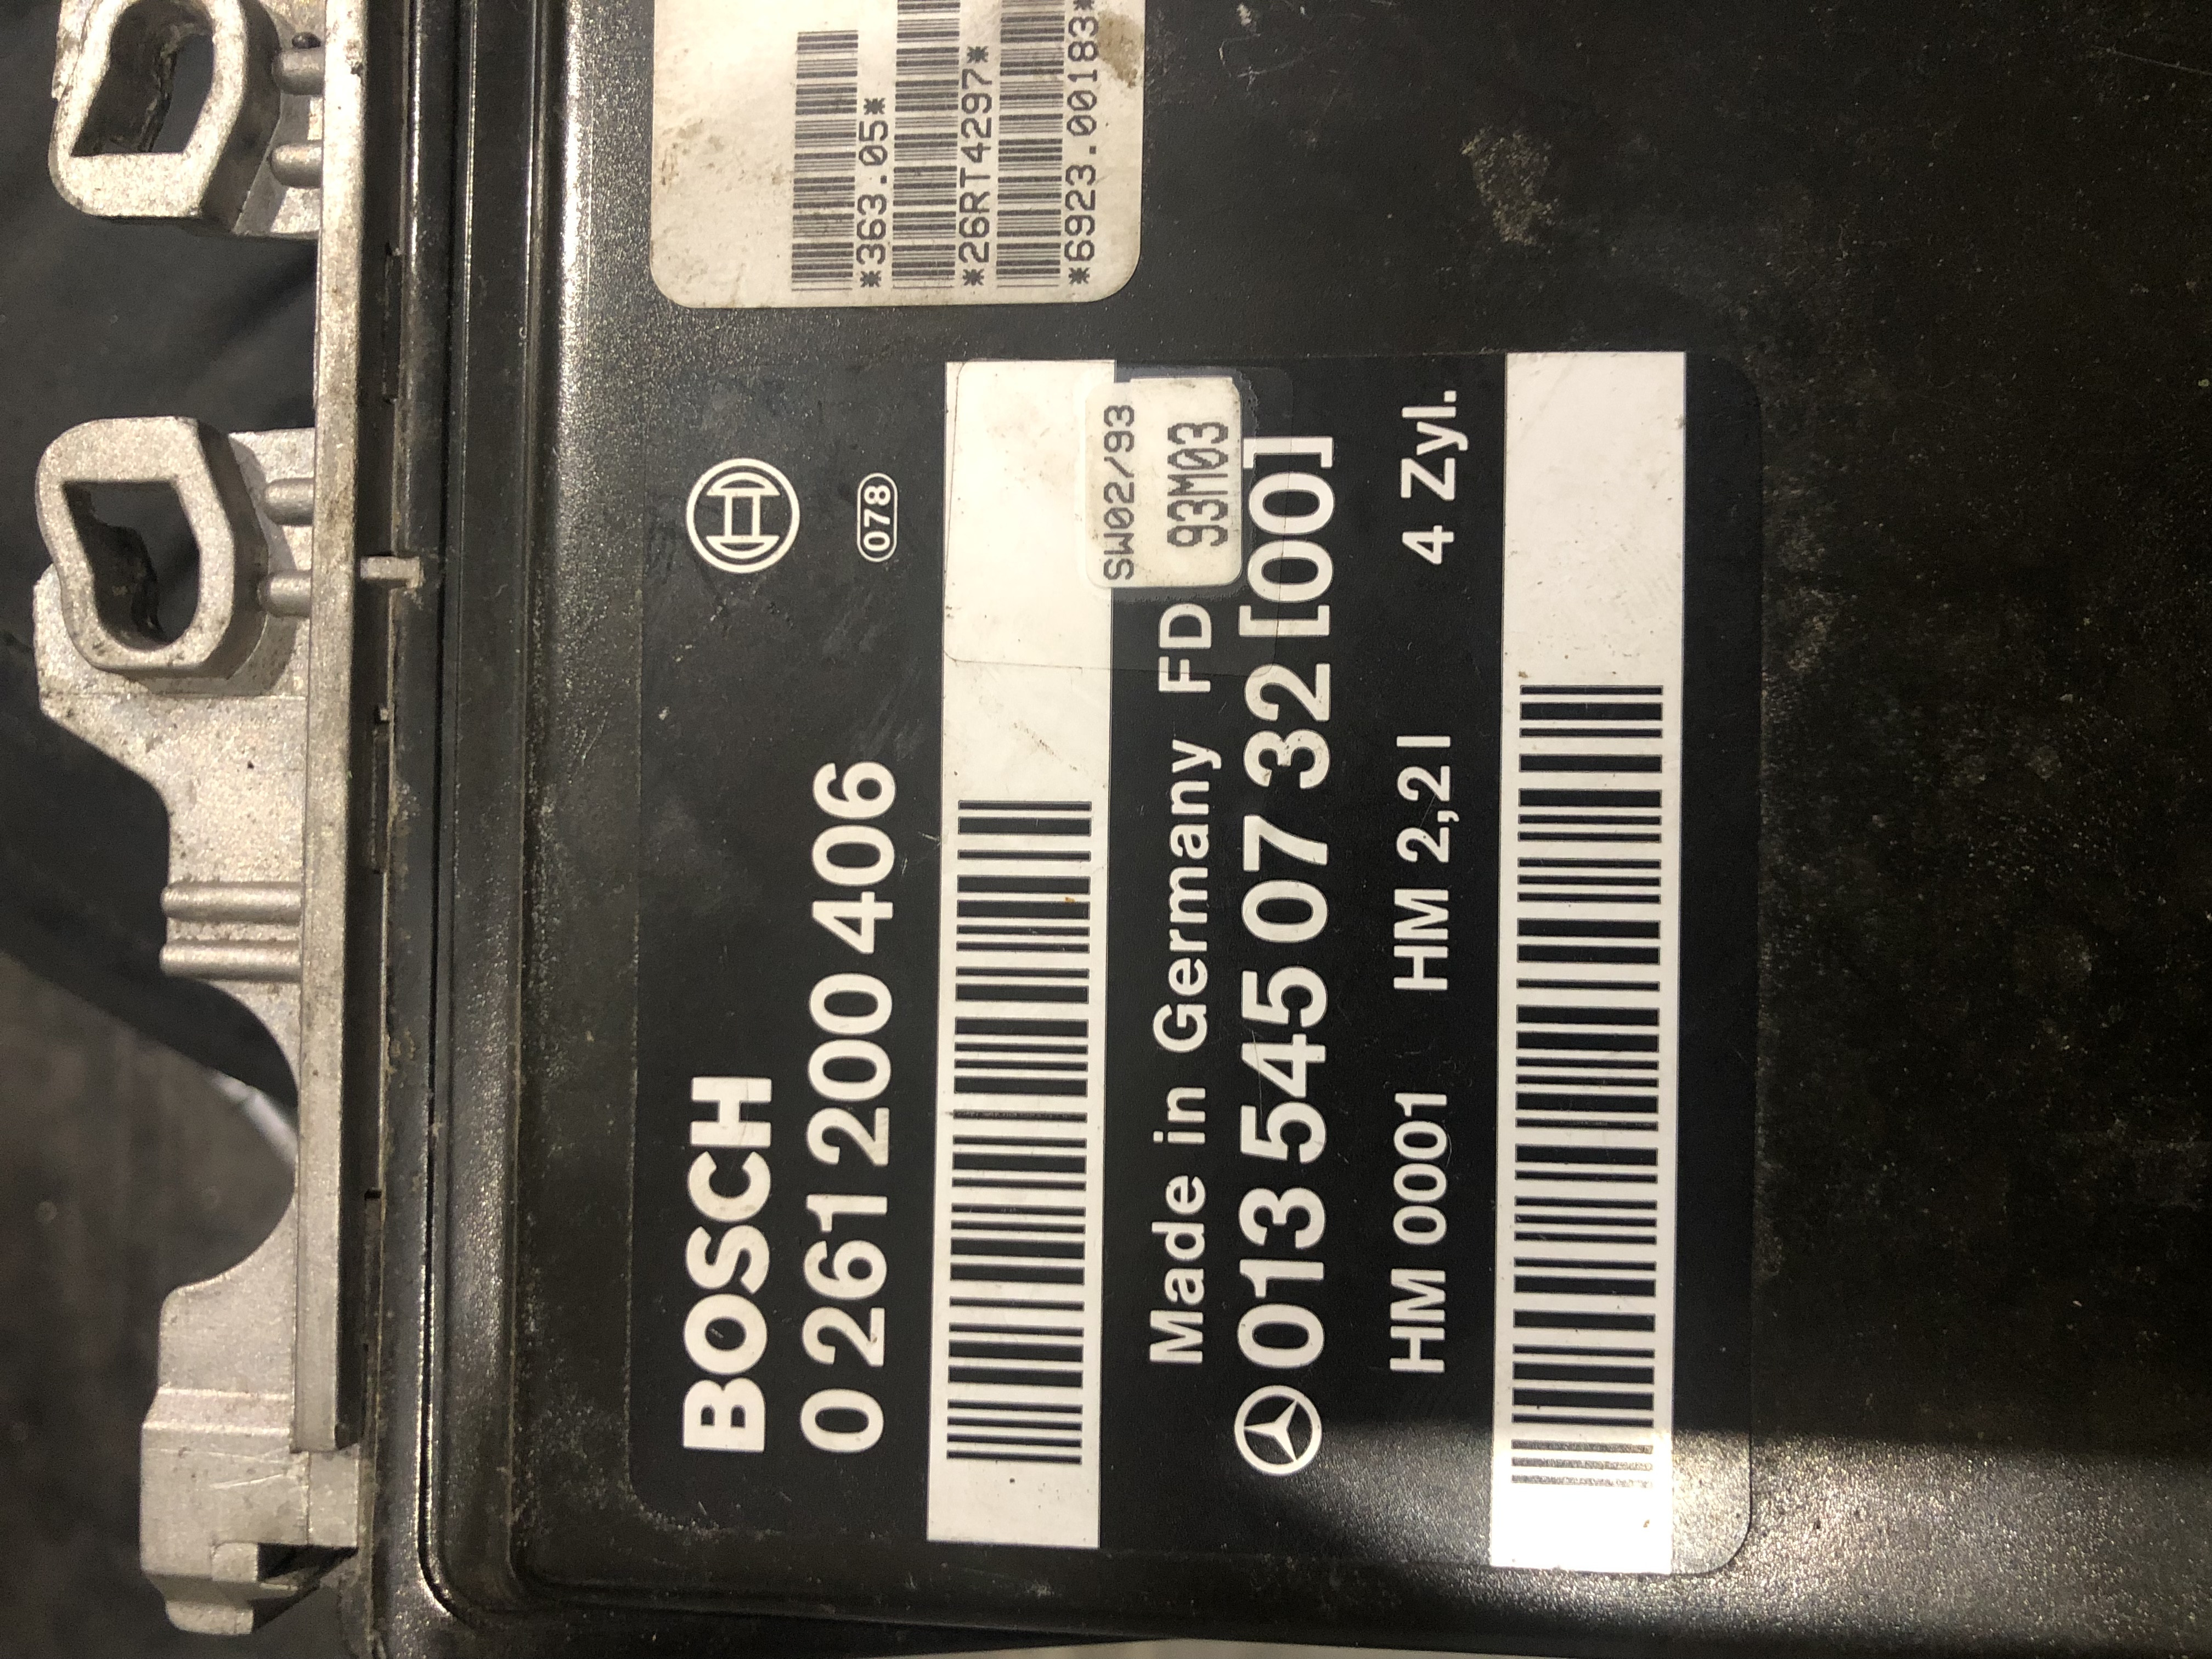 *363.05*
*26RT4297*
*6923.00183*
BOSCH
0 261 200 406
078
SW02/93
93M03
Made in Germany FD
013 545 07 32 [00]
HM 0001 HM 2,2 l 4 Zyl.